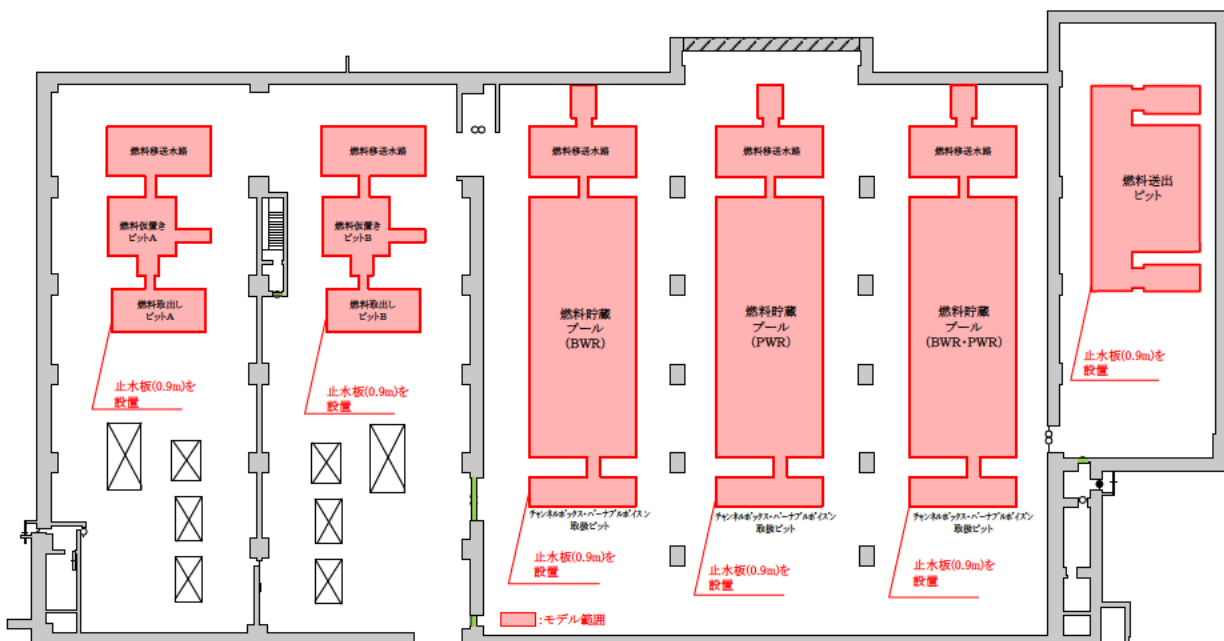 燃料移送水路
燃料移送水路
燃料移送水路
燃料移送水路
燃料移送水路
燃料仮置き
ピットA
燃料仮置き
ピットB
燃料送出
ピット
燃料取出し
ピットA
燃料取出し
ピットB
燃料貯蔵
プール
(BWR)
燃料貯蔵
プール
(PWR)
燃料貯蔵
プール
(BWR・PWR)
止水板(0.9m)を
設置
止水板(0.9m)を
設置
止水板(0.9m)を
設置
チャンネルボックス・バーナブルポイズン
取扱ピット
チャンネルボックス・バーナブルポイズン
取扱ピット
チャンネルボックス・バーナブルポイズン
取扱ピット
止水板(0.9m)を
設置
止水板(0.9m)を
設置
止水板(0.9m)を
設置
:モデル範囲